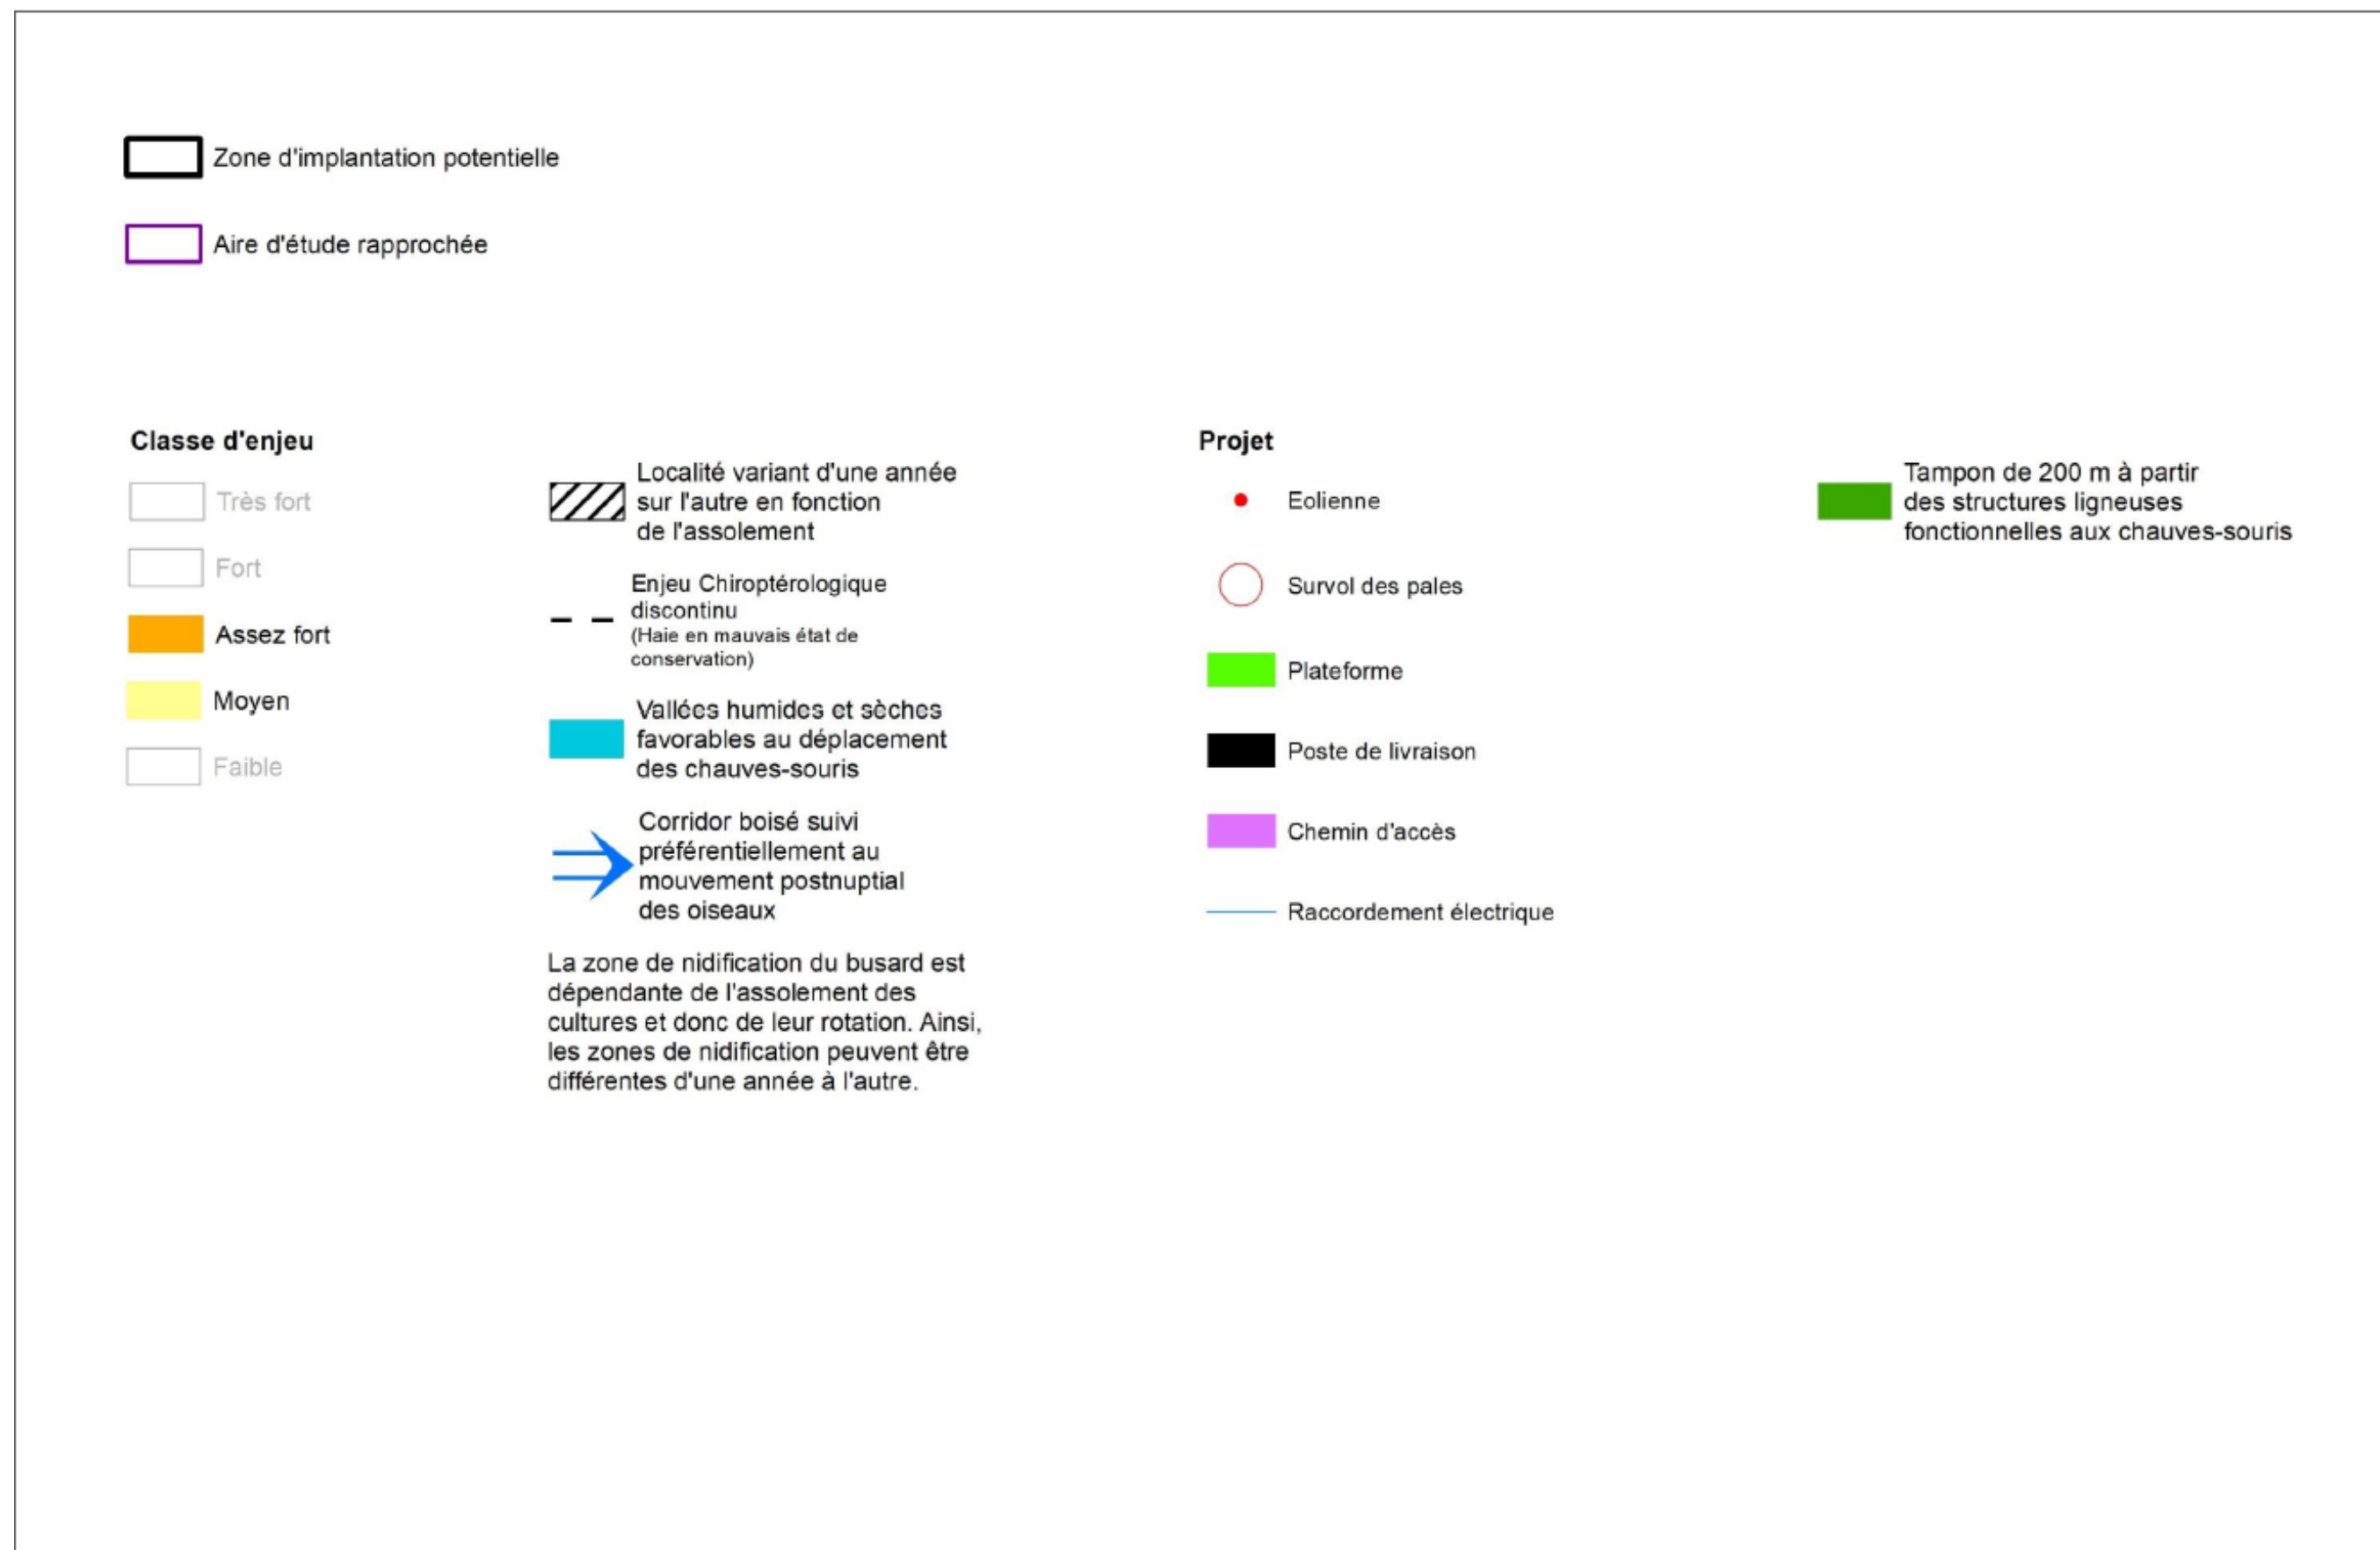 Zone d'implantation potentielle
Aire d'étude rapprochée
Classe d'enjeu
Très fort
Fort
Assez fort
Moyen
Faible
Localité variant d'une année
sur l'autre en fonction
de l'assolement
Enjeu Chiroptérologique
discontinu
(Haie en mauvais état de
conservation)
Vallées humides et sèches
favorables au déplacement
des chauves-souris
Corridor boisé suivi
préférentiellement au
mouvement postnuptial
des oiseaux
La zone de nidification du busard est
dépendante de l'assolement des
cultures et donc de leur rotation. Ainsi,
les zones de nidification peuvent être
différentes d'une année à l'autre.
Projet
Eolienne
Survol des pales
Plateforme
Poste de livraison
Chemin d'accès
Raccordement électrique
Tampon de 200 m à partir
des structures ligneuses
fonctionnelles aux chauves-souris